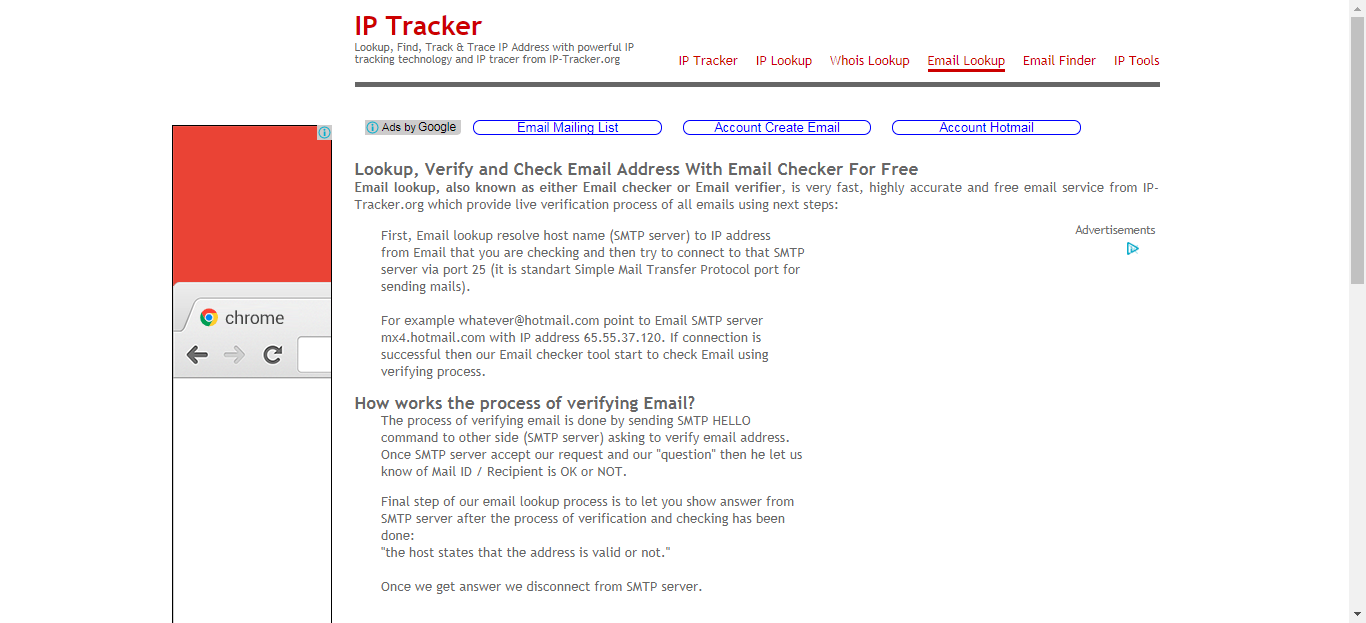 IP Tracker
Lookup, Find, Track & Trace IP Address with powerful IP
tracking technology and IP tracer from IP-Tracker.org
IP Tracker IP Lookup Whois Lookup Email Lookup Email Finder IP Tools
Ads by Google Email Mailing List Account Create Email Account Hotmail
chrome
Lookup, Verify and Check Email Address With Email Checker For Free
Email lookup, also known as either Email checker or Email verifier, is very fast, highly accurate and free email service from IP-
Tracker.org which provide live verification process of all emails using next steps:
Advertisements
First, Email lookup resolve host name (SMTP server) to IP address
from Email that you are checking and then try to connect to that SMTP
server via port 25 (it is standart Simple Mail Transfer Protocol port for
sending mails).
For example whatever@hotmail.com point to Email SMTP server
mx4.hotmail.com with IP address 65.55.37.120. If connection is
successful then our Email checker tool start to check Email using
verifying process.
How works the process of verifying Email?
The process of verifying email is done by sending SMTP HELLO
command to other side (SMTP server) asking to verify email address.
Once SMTP server accept our request and our "question" then he let us
know of Mail ID / Recipient is OK or NOT.
Final step of our email lookup process is to let you show answer from
SMTP server after the process of verification and checking has been
done:
"the host states that the address is valid or not."
Once we get answer we disconnect from SMTP server.